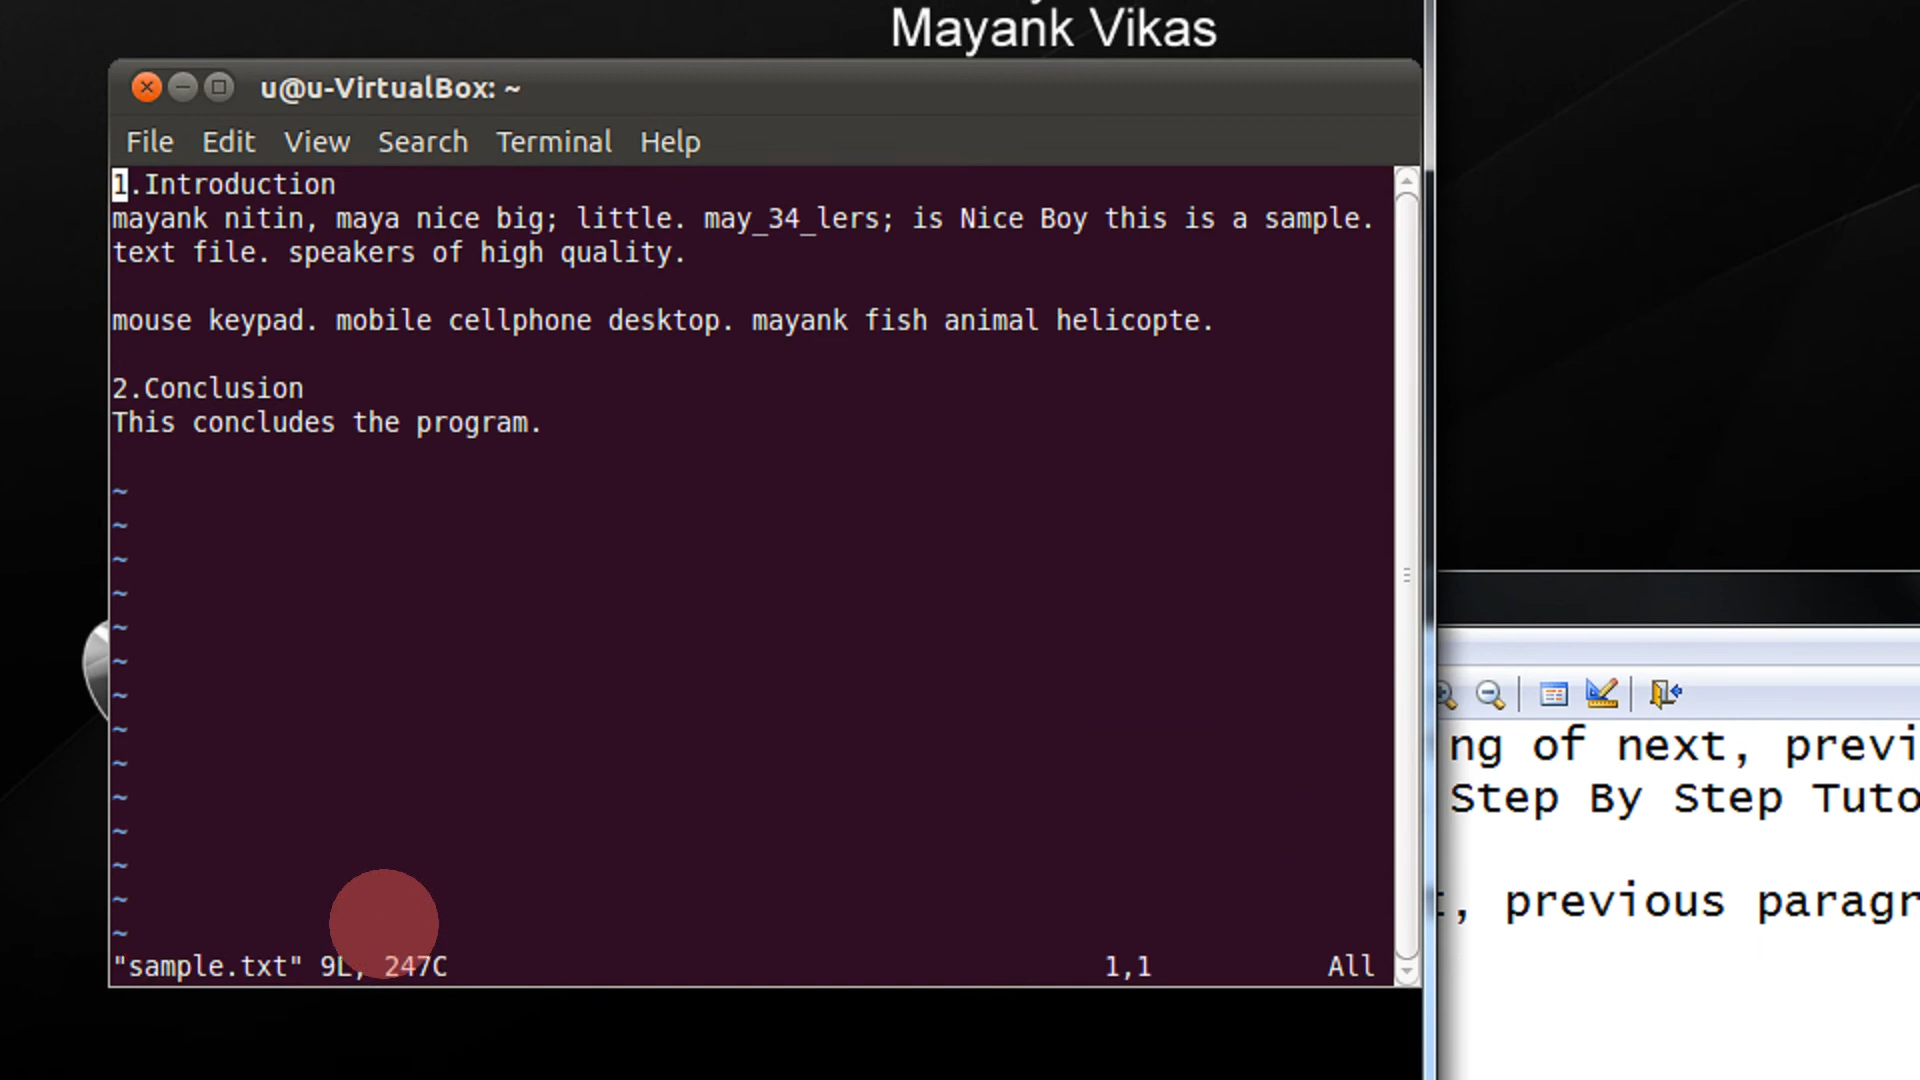 Mayank Vikas
u@u-VirtualBox: ~
File Edit View Search Terminal Help
1.Introduction
mayank nitin, maya nice big; little. may_34_lers; is Nice Boy this is a sample.
text file. speakers of high quality.
mouse keypad. mobile cellphone desktop. mayank fish animal helicopte.
2.Conclusion
This concludes the program.
~
~
~
~
~
~
~
~
~
~
~
~
~
~
"sample.txt" 9L, 247C 1,1 All
ng of next, previ
Step By Step Tuto
, previous paragr